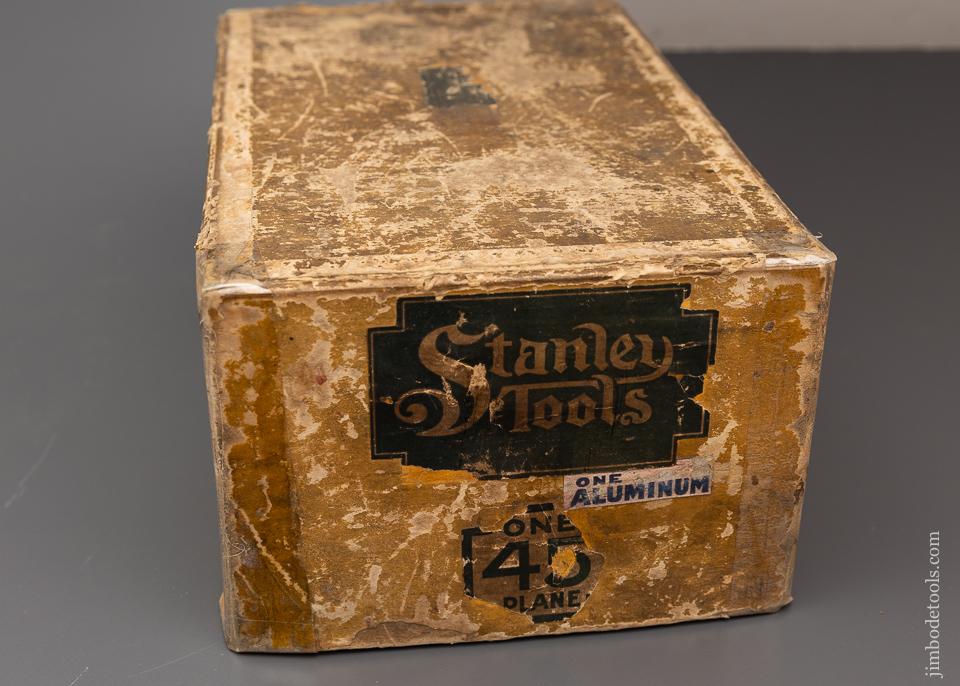 Stanley
Tools
ONE
ALUMINUM
ONE
45
PLANE
jimbodetools.com